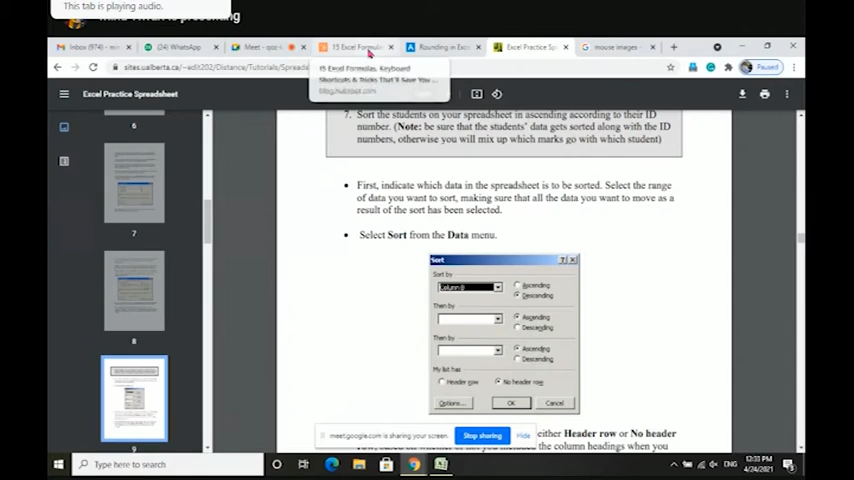 This tab is playing audio.
is presenting
Inbox (974) - m
(24) WhatsApp
Meet - qoz
15 Excel Formula
Rounding in Exc
Excel Practice Sp
mouse images -
sites.ualberta.ca/~edit202/Distance/Tutorials/Spreads
Paused
15 Excel Formulas, Keyboard
Shortcuts & Tricks That'll Save You ...
blog.hubspot.com
Excel Practice Spreadsheet
6
7
8
9
7. Sort the students on your spreadsheet in ascending according to their ID
number. (Note: be sure that the students' data gets sorted along with the ID
numbers, otherwise you will mix up which marks go with which student)
• First, indicate which data in the spreadsheet is to be sorted. Select the range
of data you want to sort, making sure that all the data you want to move as a
result of the sort has been selected.
• Select Sort from the Data menu.
Sort
Sort by
Column B
Ascending
Descending
Then by
Ascending
Descending
Then by
Ascending
Descending
My list has
Header row
No header row
Options...
OK
Cancel
meet.google.com is sharing your screen.
Stop sharing
Hide
either Header row or No header
the column headings when you
Type here to search
ENG
12:33 PM
4/24/2021